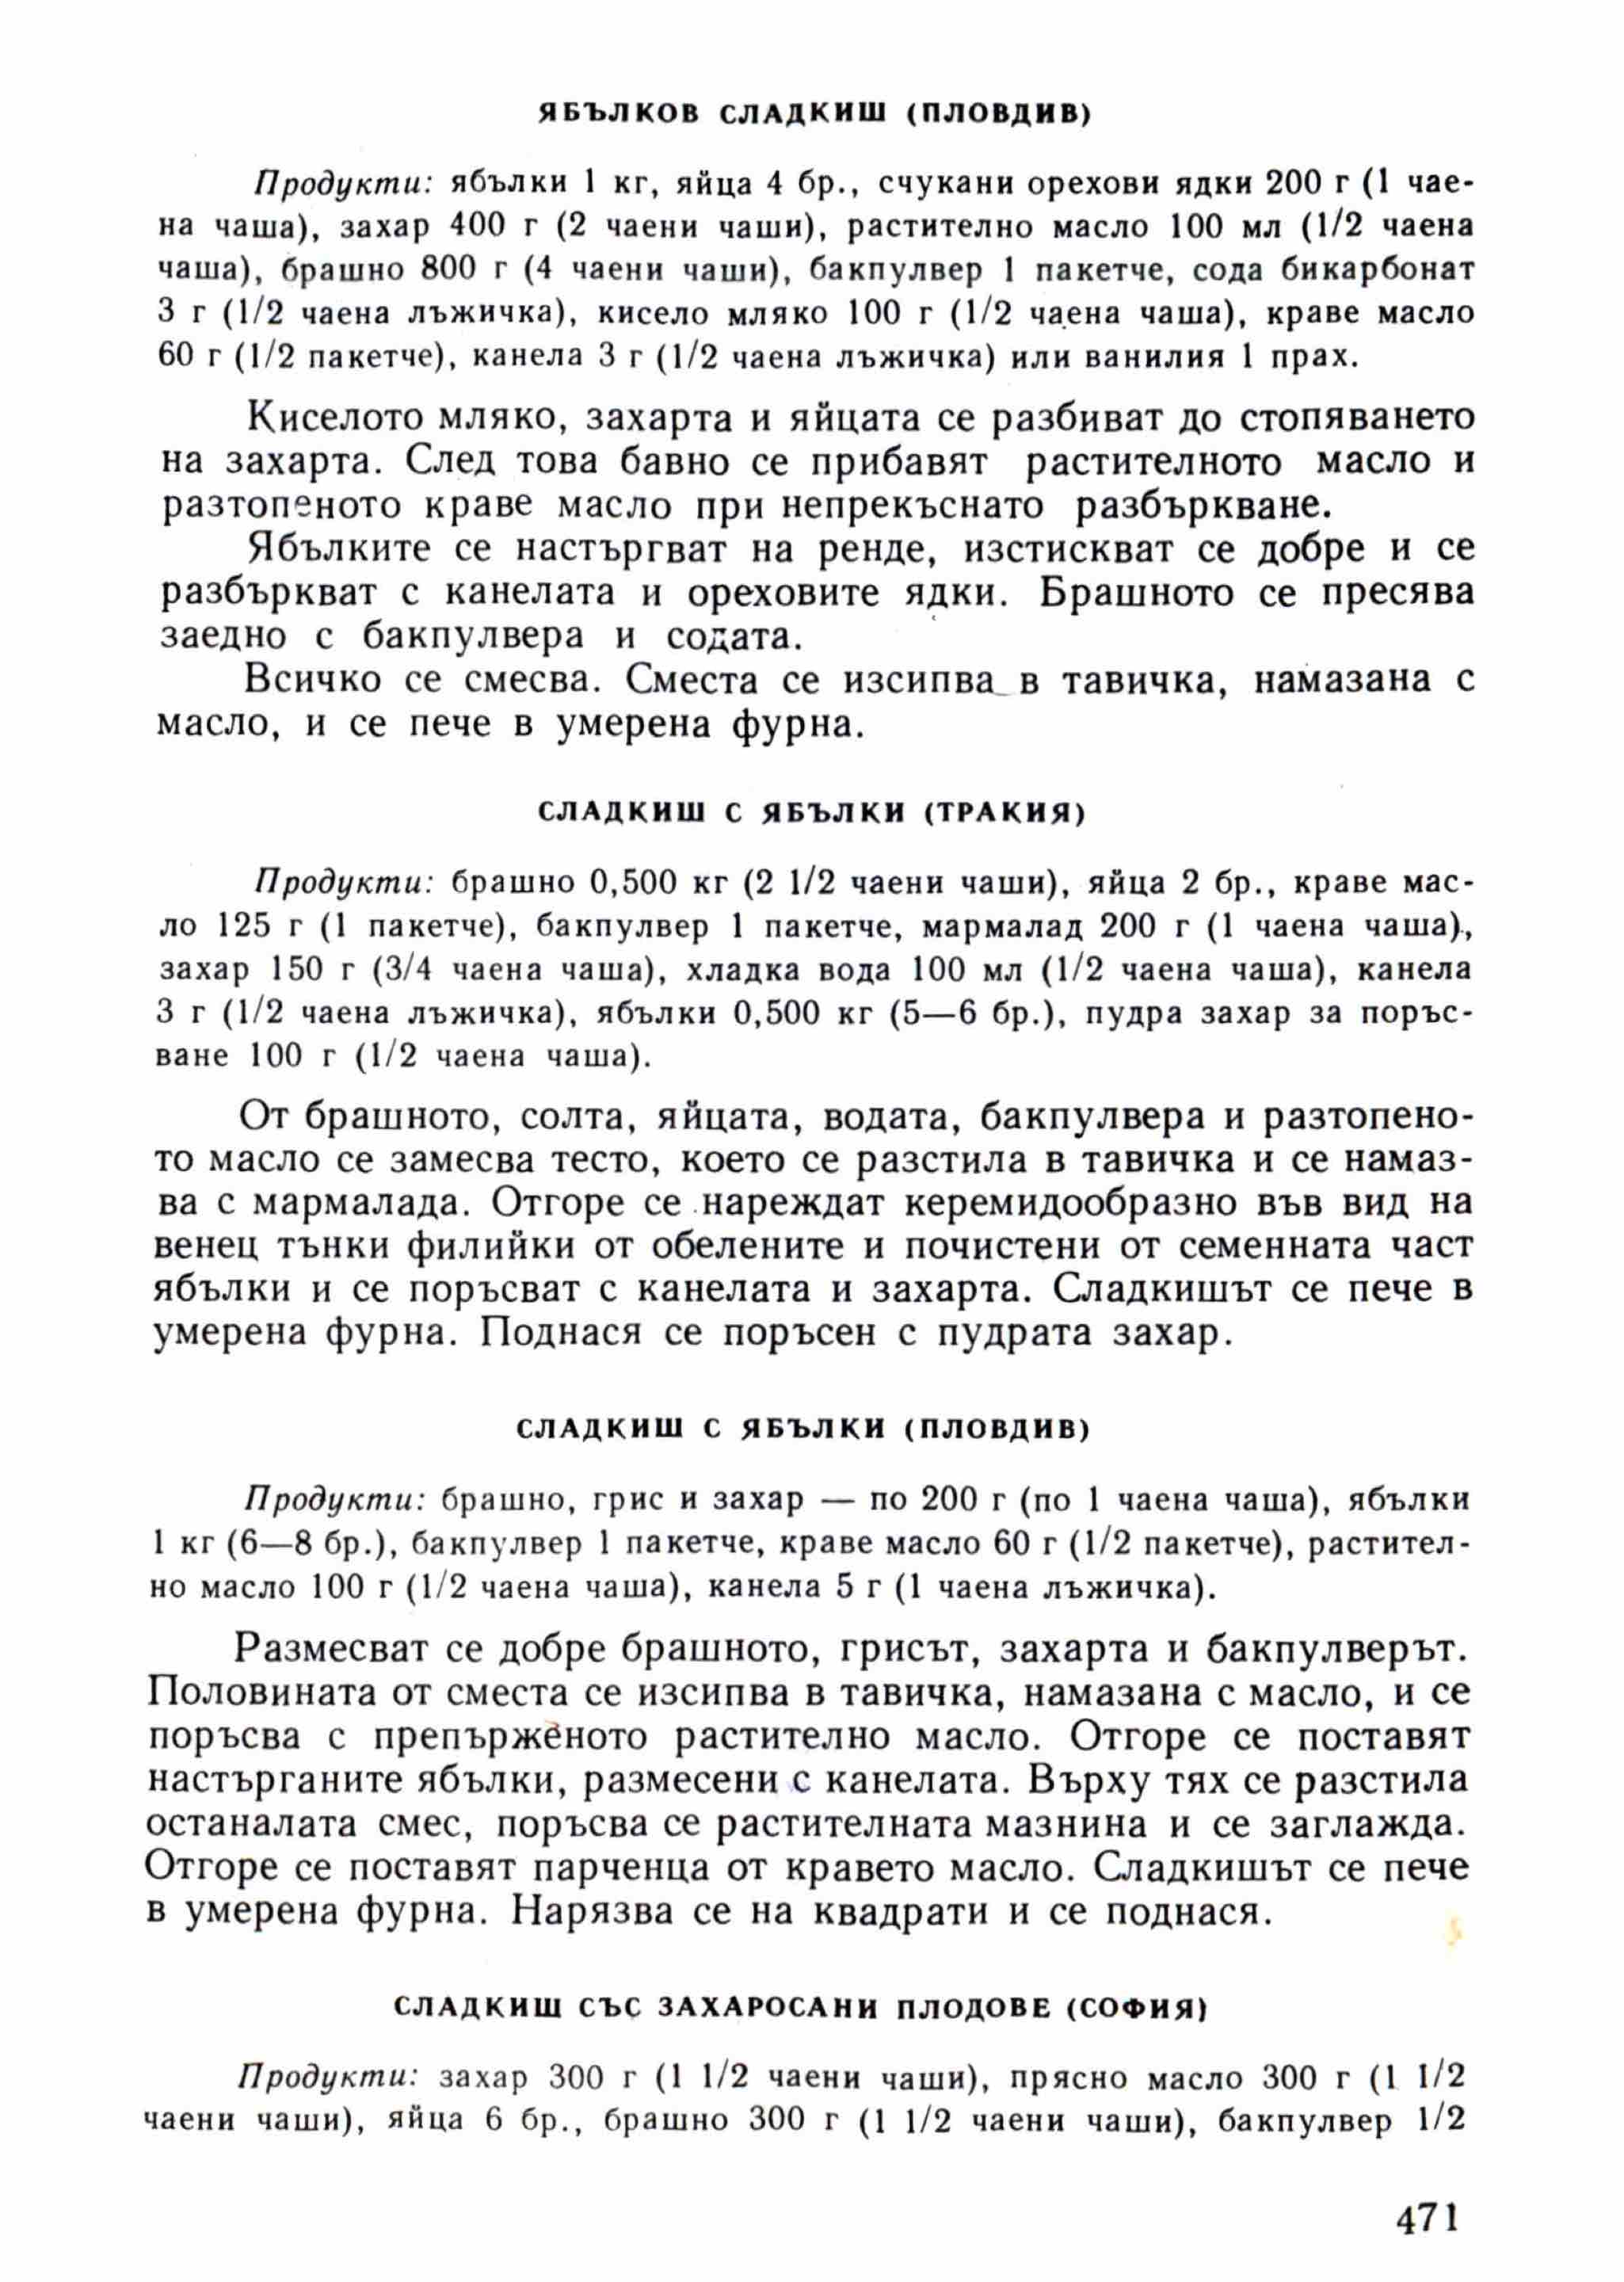 ЯБЪЛКОВ СЛАДКИШ (ПЛОВДИВ)
Продукти: ябълки 1 кг, яйца 4 бр., счукани орехови ядки 200 г (1 чае-
на чаша), захар 400 г (2 чаени чаши), растително масло 100 мл (1/2 чаена
чаша), брашно 800 г (4 чаени чаши), бакпулвер 1 пакетче, сода бикарбонат
3 г (1/2 чаена лъжичка), кисело мляко 100 г (1/2 чаена чаша), краве масло
60 г (1/2 пакетче), канела 3 г (1/2 чаена лъжичка) или ванилия 1 прах.
Киселото мляко, захарта и яйцата се разбиват до стопяването
на захарта. След това бавно се прибавят растителното масло и
разтопеното краве масло при непрекъснато разбъркване.
Ябълките се настъргват на ренде, изстискват се добре и се
разбъркват с канелата и ореховите ядки. Брашното се пресява
заедно с бакпулвера и содата.
Всичко се смесва. Сместа се изсипва в тавичка, намазана с
масло, и се пече в умерена фурна.
СЛАДКИШ С ЯБЪЛКИ (ТРАКИЯ)
Продукти: брашно 0,500 кг (2 1/2 чаени чаши), яйца 2 бр., краве мас-
ло 125 г (1 пакетче), бакпулвер 1 пакетче, мармалад 200 г (1 чаена чаша),
захар 150 г (3/4 чаена чаша), хладка вода 100 мл (1/2 чаена чаша), канела
3 г (1/2 чаена лъжичка), ябълки 0,500 кг (5—6 бр.), пудра захар за поръс-
ване 100 г (1/2 чаена чаша).
От брашното, солта, яйцата, водата, бакпулвера и разтопено-
то масло се замесва тесто, което се разстила в тавичка и се намаз-
ва с мармалада. Отгоре се нареждат керемидообразно във вид на
венец тънки филийки от обелените и почистени от семенната част
ябълки и се поръсват с канелата и захарта. Сладкишът се пече в
умерена фурна. Поднася се поръсен с пудрата захар.
СЛАДКИШ С ЯБЪЛКИ (ПЛОВДИВ)
Продукти: брашно, грис и захар — по 200 г (по 1 чаена чаша), ябълки
1 кг (6—8 бр.), бакпулвер 1 пакетче, краве масло 60 г (1/2 пакетче), растител-
но масло 100 г (1/2 чаена чаша), канела 5 г (1 чаена лъжичка).
Размесват се добре брашното, грисът, захарта и бакпулверът.
Половината от сместа се изсипва в тавичка, намазана с масло, и се
поръсва с препърженото растително масло. Отгоре се поставят
настърганите ябълки, размесени с канелата. Върху тях се разстила
останалата смес, поръсва се растителната мазнина и се заглажда.
Отгоре се поставят парченца от кравето масло. Сладкишът се пече
в умерена фурна. Нарязва се на квадрати и се поднася.
СЛАДКИШ СЪС ЗАХАРОСАНИ ПЛОДОВЕ (СОФИЯ)
Продукти: захар 300 г (1 1/2 чаени чаши), прясно масло 300 г (1 1/2
чаени чаши), яйца 6 бр., брашно 300 г (1 1/2 чаени чаши), бакпулвер 1/2
471